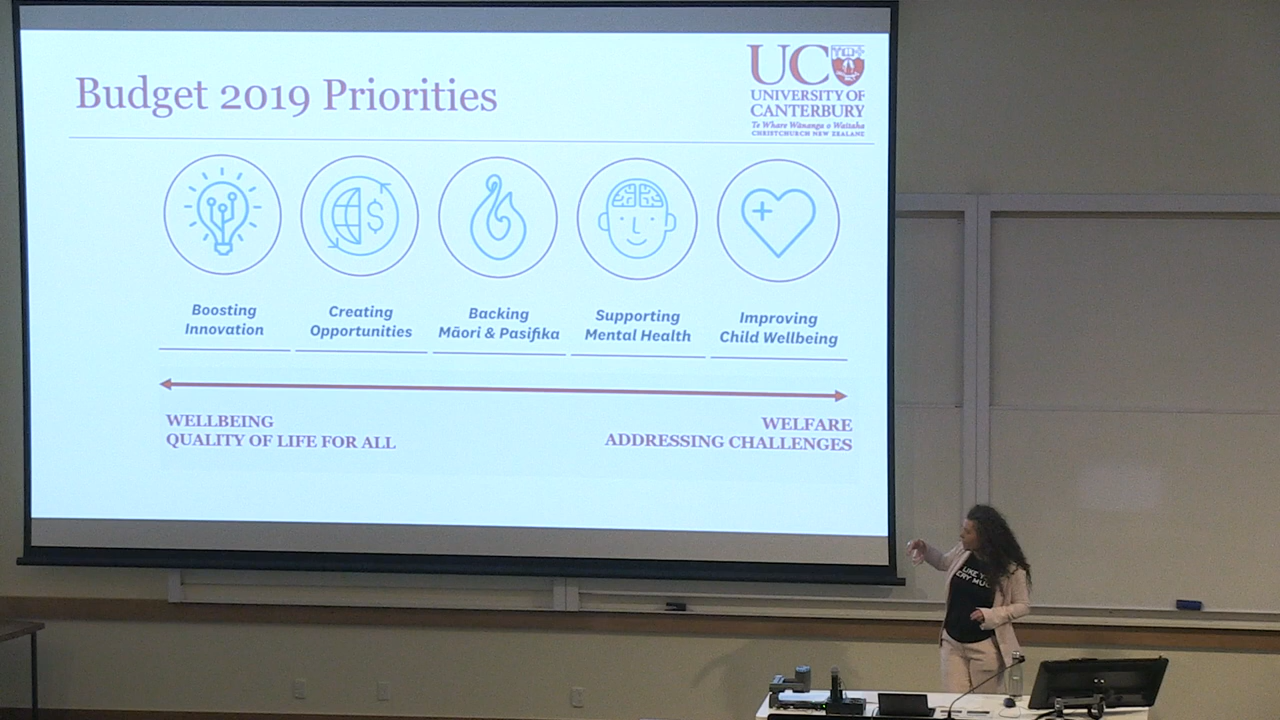 Budget 2019 Priorities
UC
UNIVERSITY OF
CANTERBURY
Te Whare Wānanga o Waitaha
CHRISTCHURCH NEW ZEALAND
$
Boosting
Innovation
Creating
Opportunities
Backing
Māori & Pasifika
Supporting
Mental Health
Improving
Child Wellbeing
WELLBEING
QUALITY OF LIFE FOR ALL
WELFARE
ADDRESSING CHALLENGES
LIKE